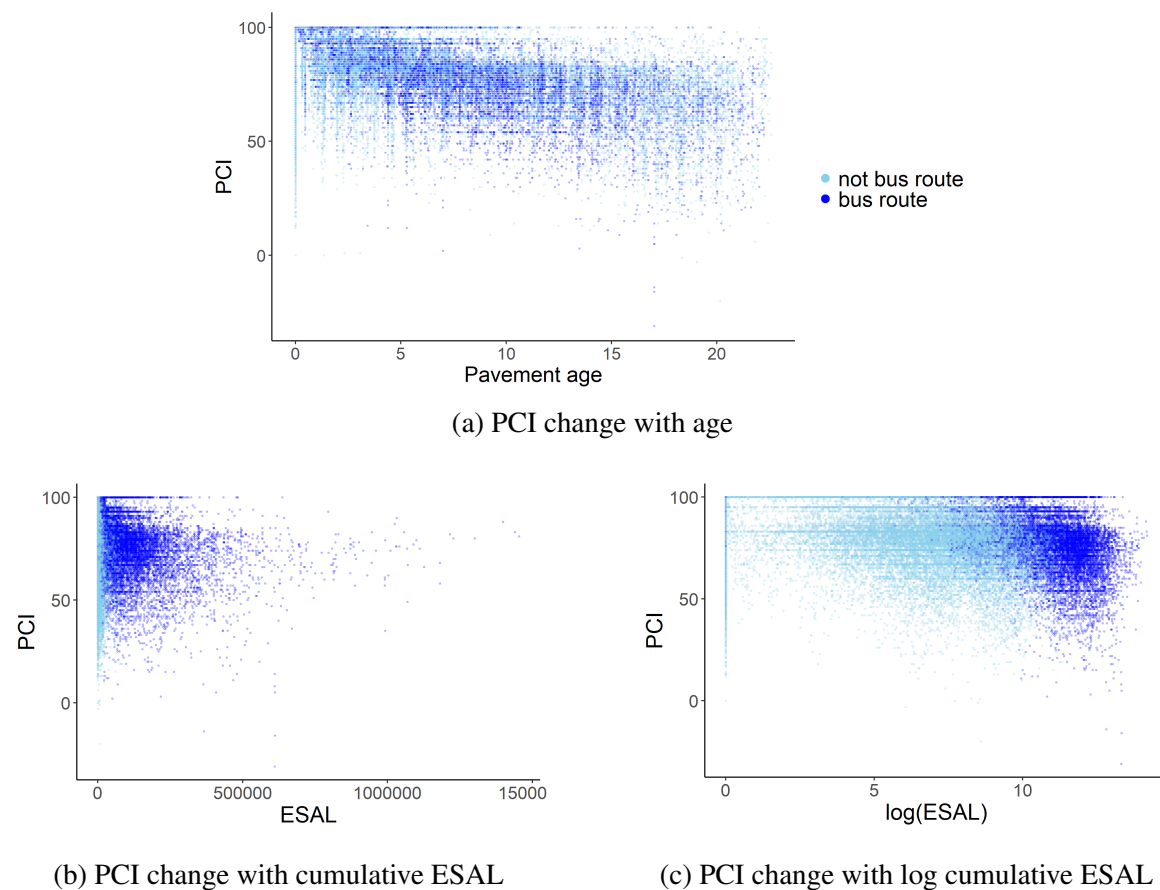 100
50
0
PCI
0 5 10 15 20
Pavement age
not bus route
bus route
(a) PCI change with age
100
50
0
PCI
0 500000 1000000 15000
ESAL
(b) PCI change with cumulative ESAL
100
50
0
PCI
0 5 10
log(ESAL)
(c) PCI change with log cumulative ESAL